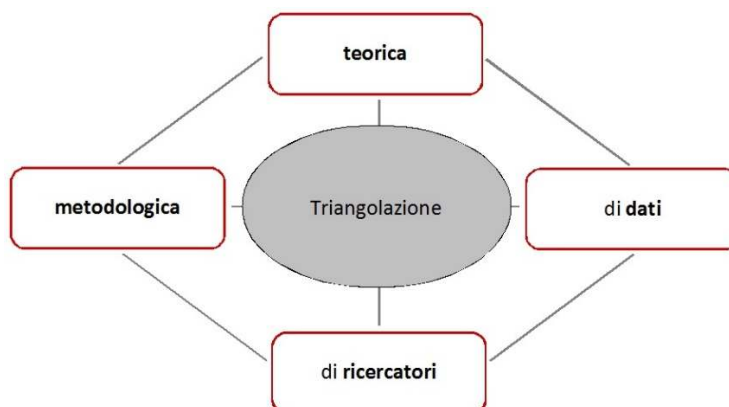 teorica
metodologica
Triangolazione
di dati
di ricercatori